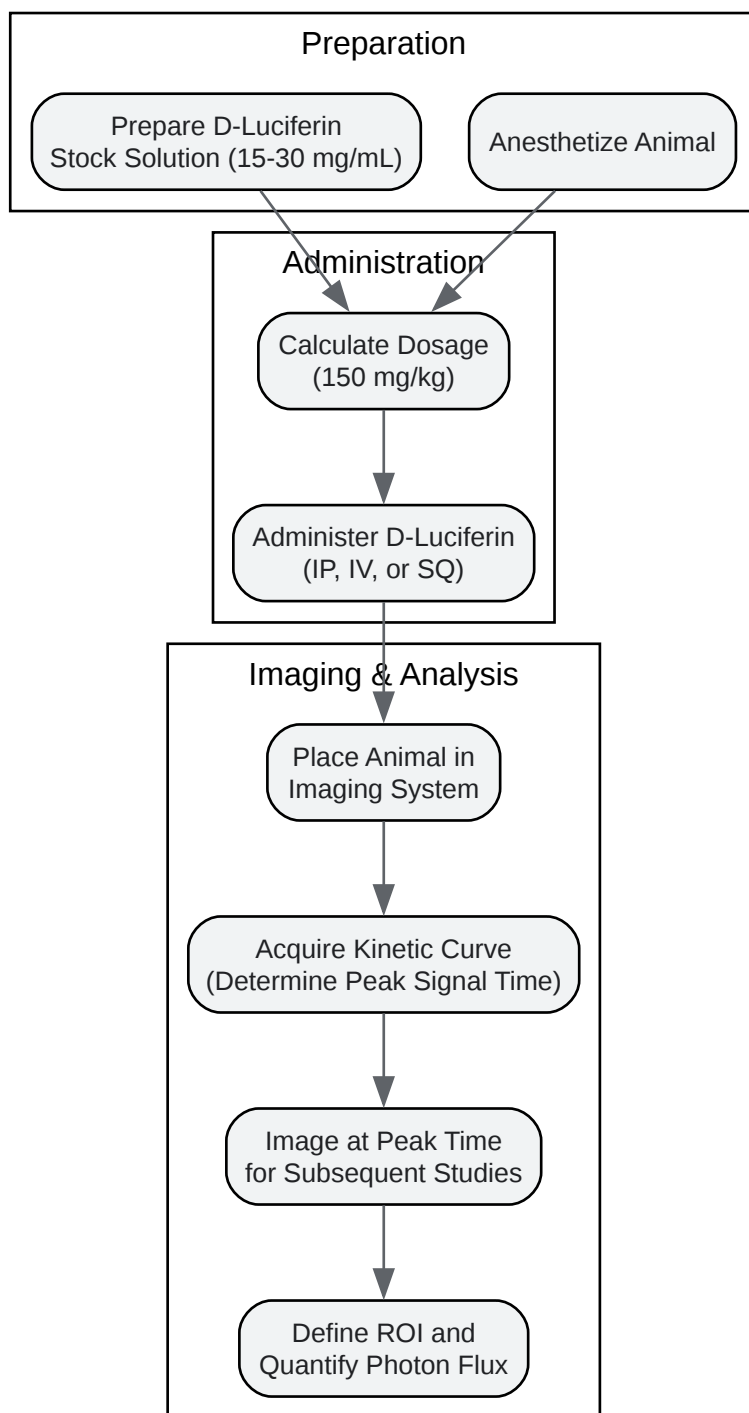 Preparation
Prepare D-Luciferin
Stock Solution (15-30 mg/mL)
Anesthetize Animal
Administration
Calculate Dosage
(150 mg/kg)
Administer D-Luciferin
(IP, IV, or SQ)
Imaging & Analysis
Place Animal in
Imaging System
Acquire Kinetic Curve
(Determine Peak Signal Time)
Image at Peak Time
for Subsequent Studies
Define ROI and
Quantify Photon Flux